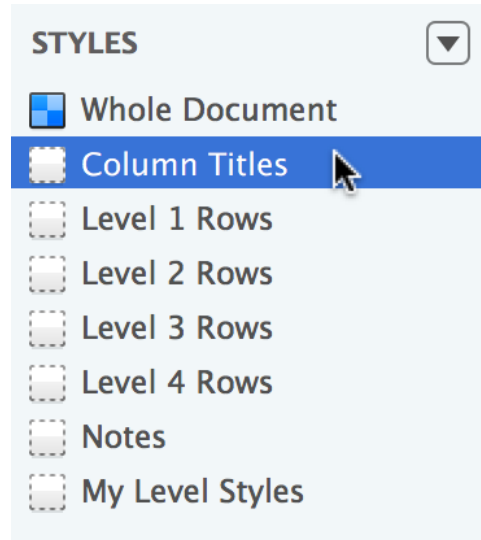 STYLES
Whole Document
Column Titles
Level 1 Rows
Level 2 Rows
Level 3 Rows
Level 4 Rows
Notes
My Level Styles